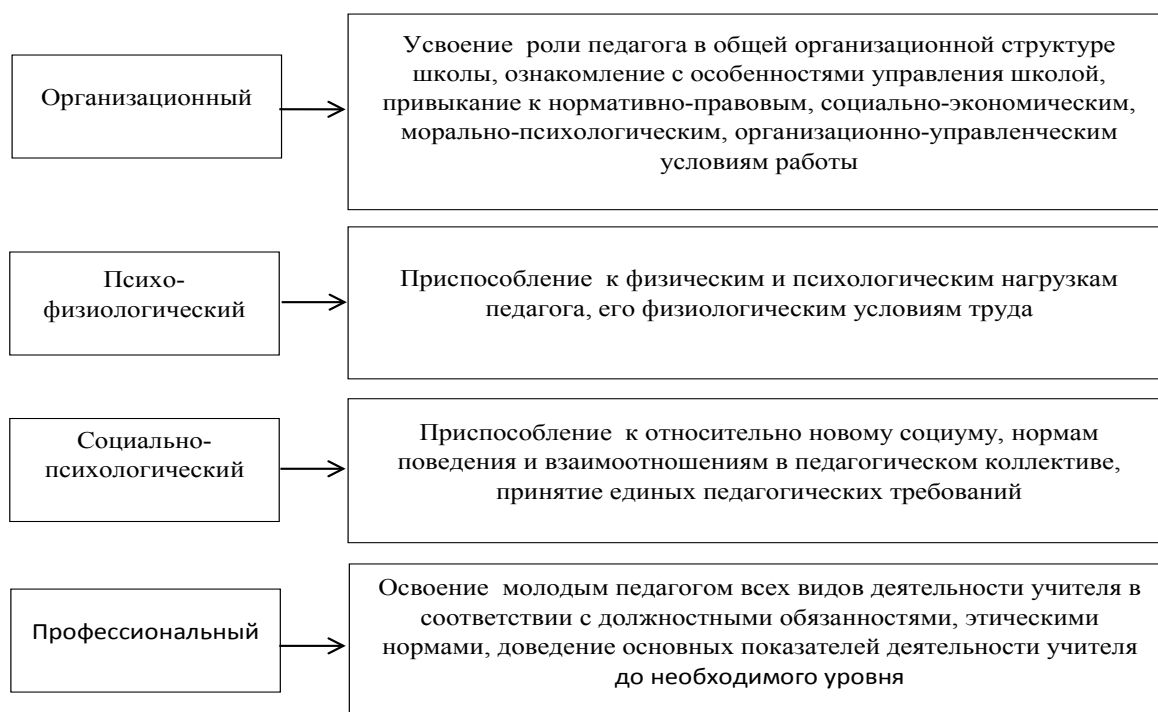 Организационный
Усвоение роли педагога в общей организационной структуре
школы, ознакомление с особенностями управления школой,
привыкание к нормативно-правовым, социально-экономическим,
морально-психологическим, организационно-управленческим
условиям работы
Психо-
физиологический
Приспособление к физическим и психологическим нагрузкам
педагога, его физиологическим условиям труда
Социально-
психологический
Приспособление к относительно новому социуму, нормам
поведения и взаимоотношениям в педагогическом коллективе,
принятие единых педагогических требований
Профессиональный
Освоение молодым педагогом всех видов деятельности учителя в
соответствии с должностными обязанностями, этическими
нормами, доведение основных показателей деятельности учителя
до необходимого уровня